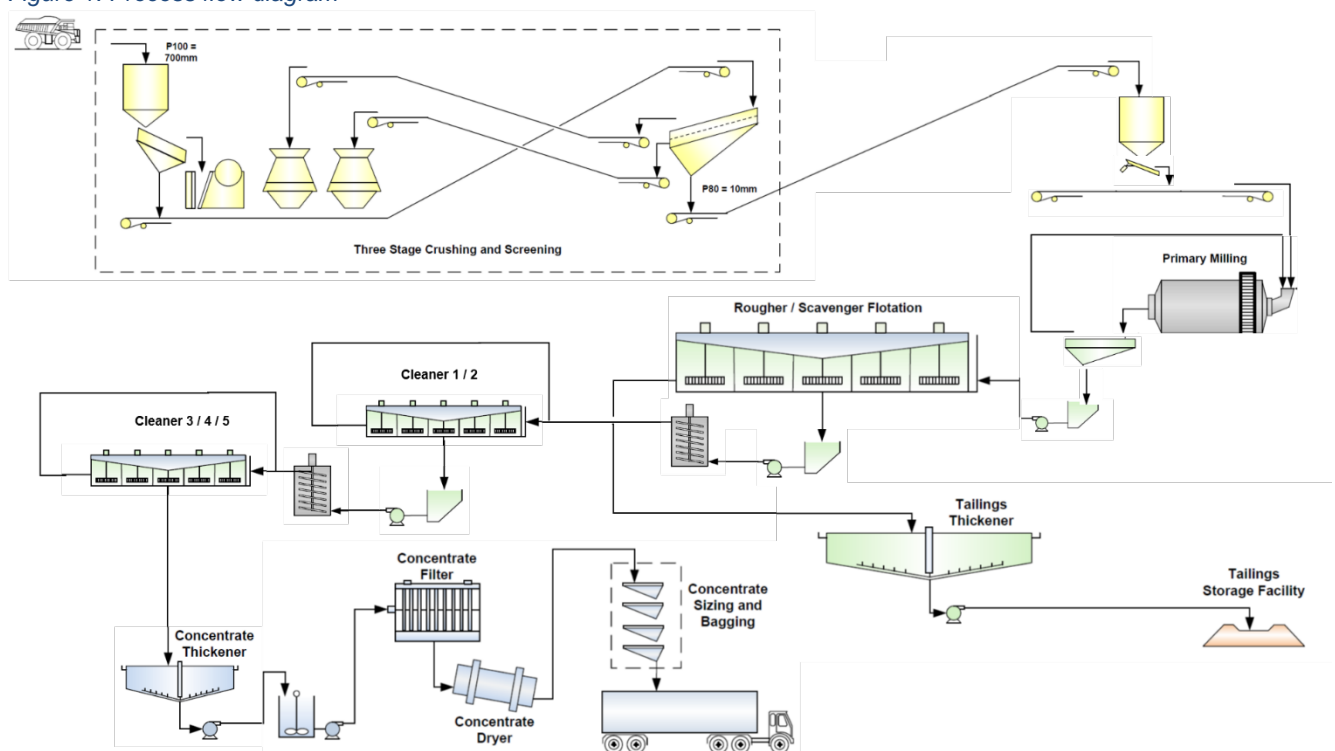 Figure 1: Process flow diagram
P100 =
700mm
P80 = 10mm
Three Stage Crushing and Screening
Primary Milling
Rougher / Scavenger Flotation
Cleaner 1 / 2
Cleaner 3 / 4 / 5
Tailings
Thickener
Tailings
Storage Facility
Concentrate
Filter
Concentrate
Sizing and
Bagging
Concentrate
Thickener
Concentrate
Dryer